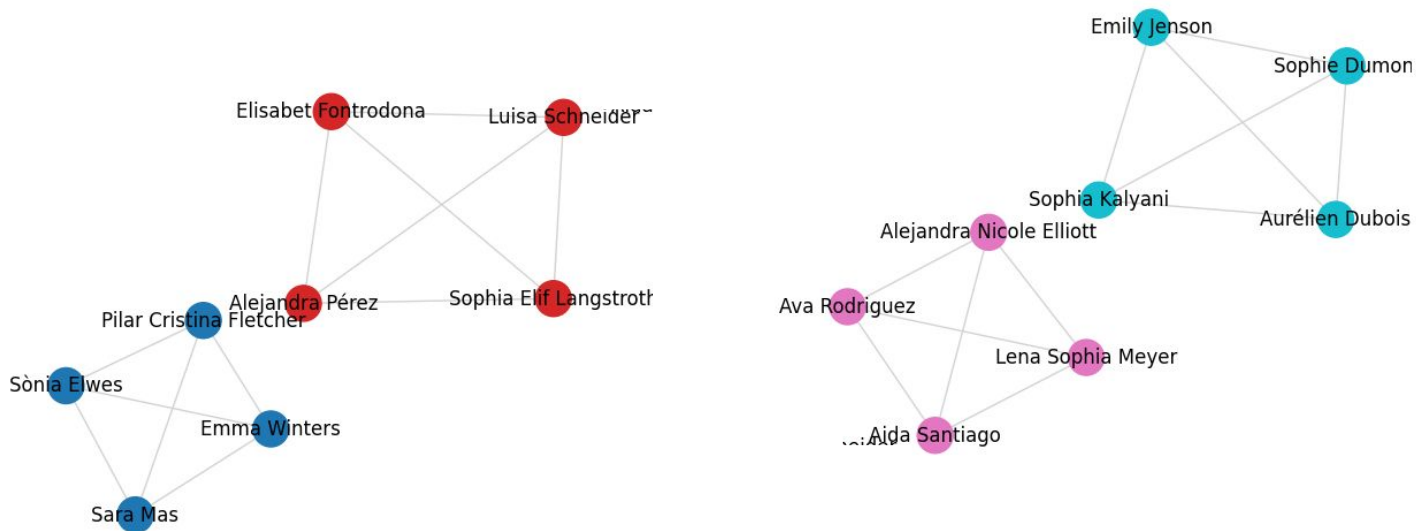 Emily Jenson
Sophie Dumon
Elisabet Fontrodona
Luisa Schneider
Sophia Kalyani
Aurélien Dubois
Alejandra Nicole Elliott
Alejandra Pérez
Sophia Elif Langstroth
Ava Rodriguez
Pilar Cristina Fletcher
Lena Sophia Meyer
Sònia Elwes
Emma Winters
Aida Santiago
Sara Mas